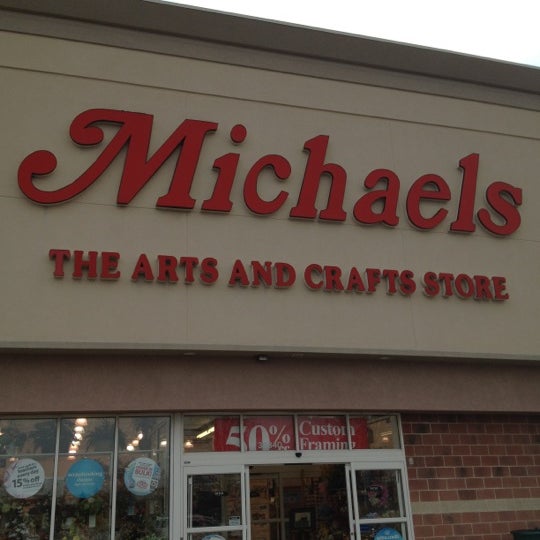 Michaels
THE ARTS AND CRAFTS STORE
50%
Custom
Framing
15% off